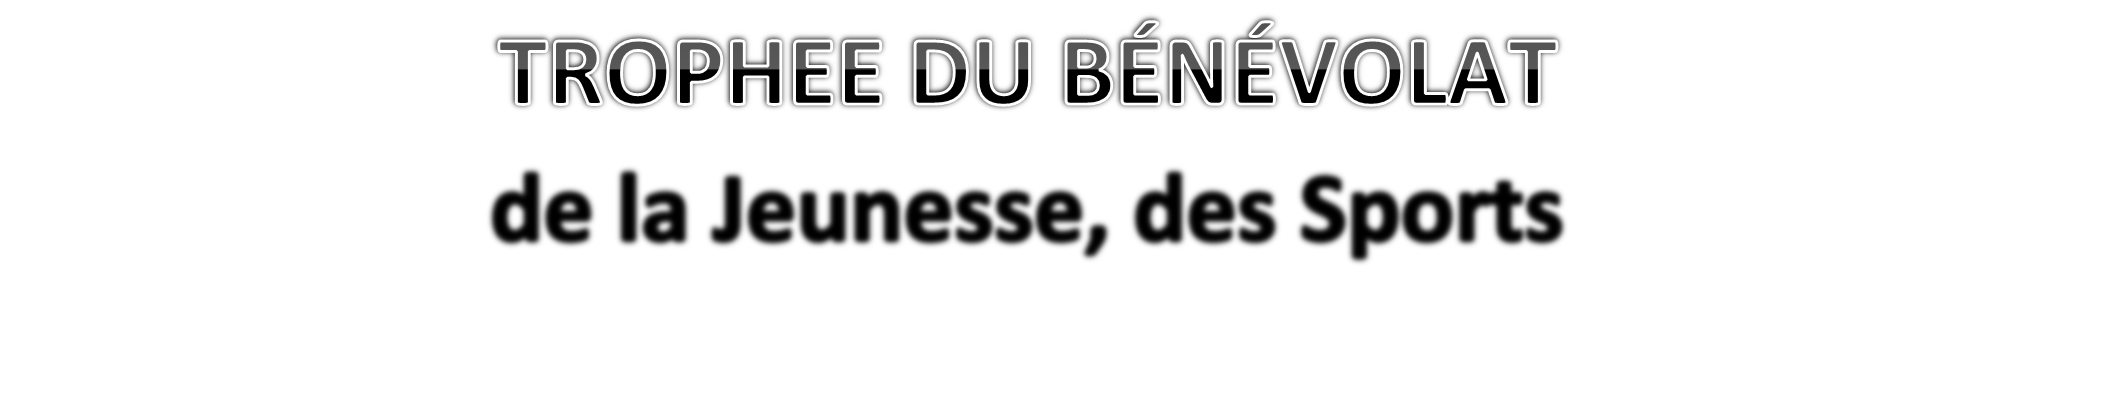 TROPHEE DU BÉNÉVOLAT
de la Jeunesse, des Sports